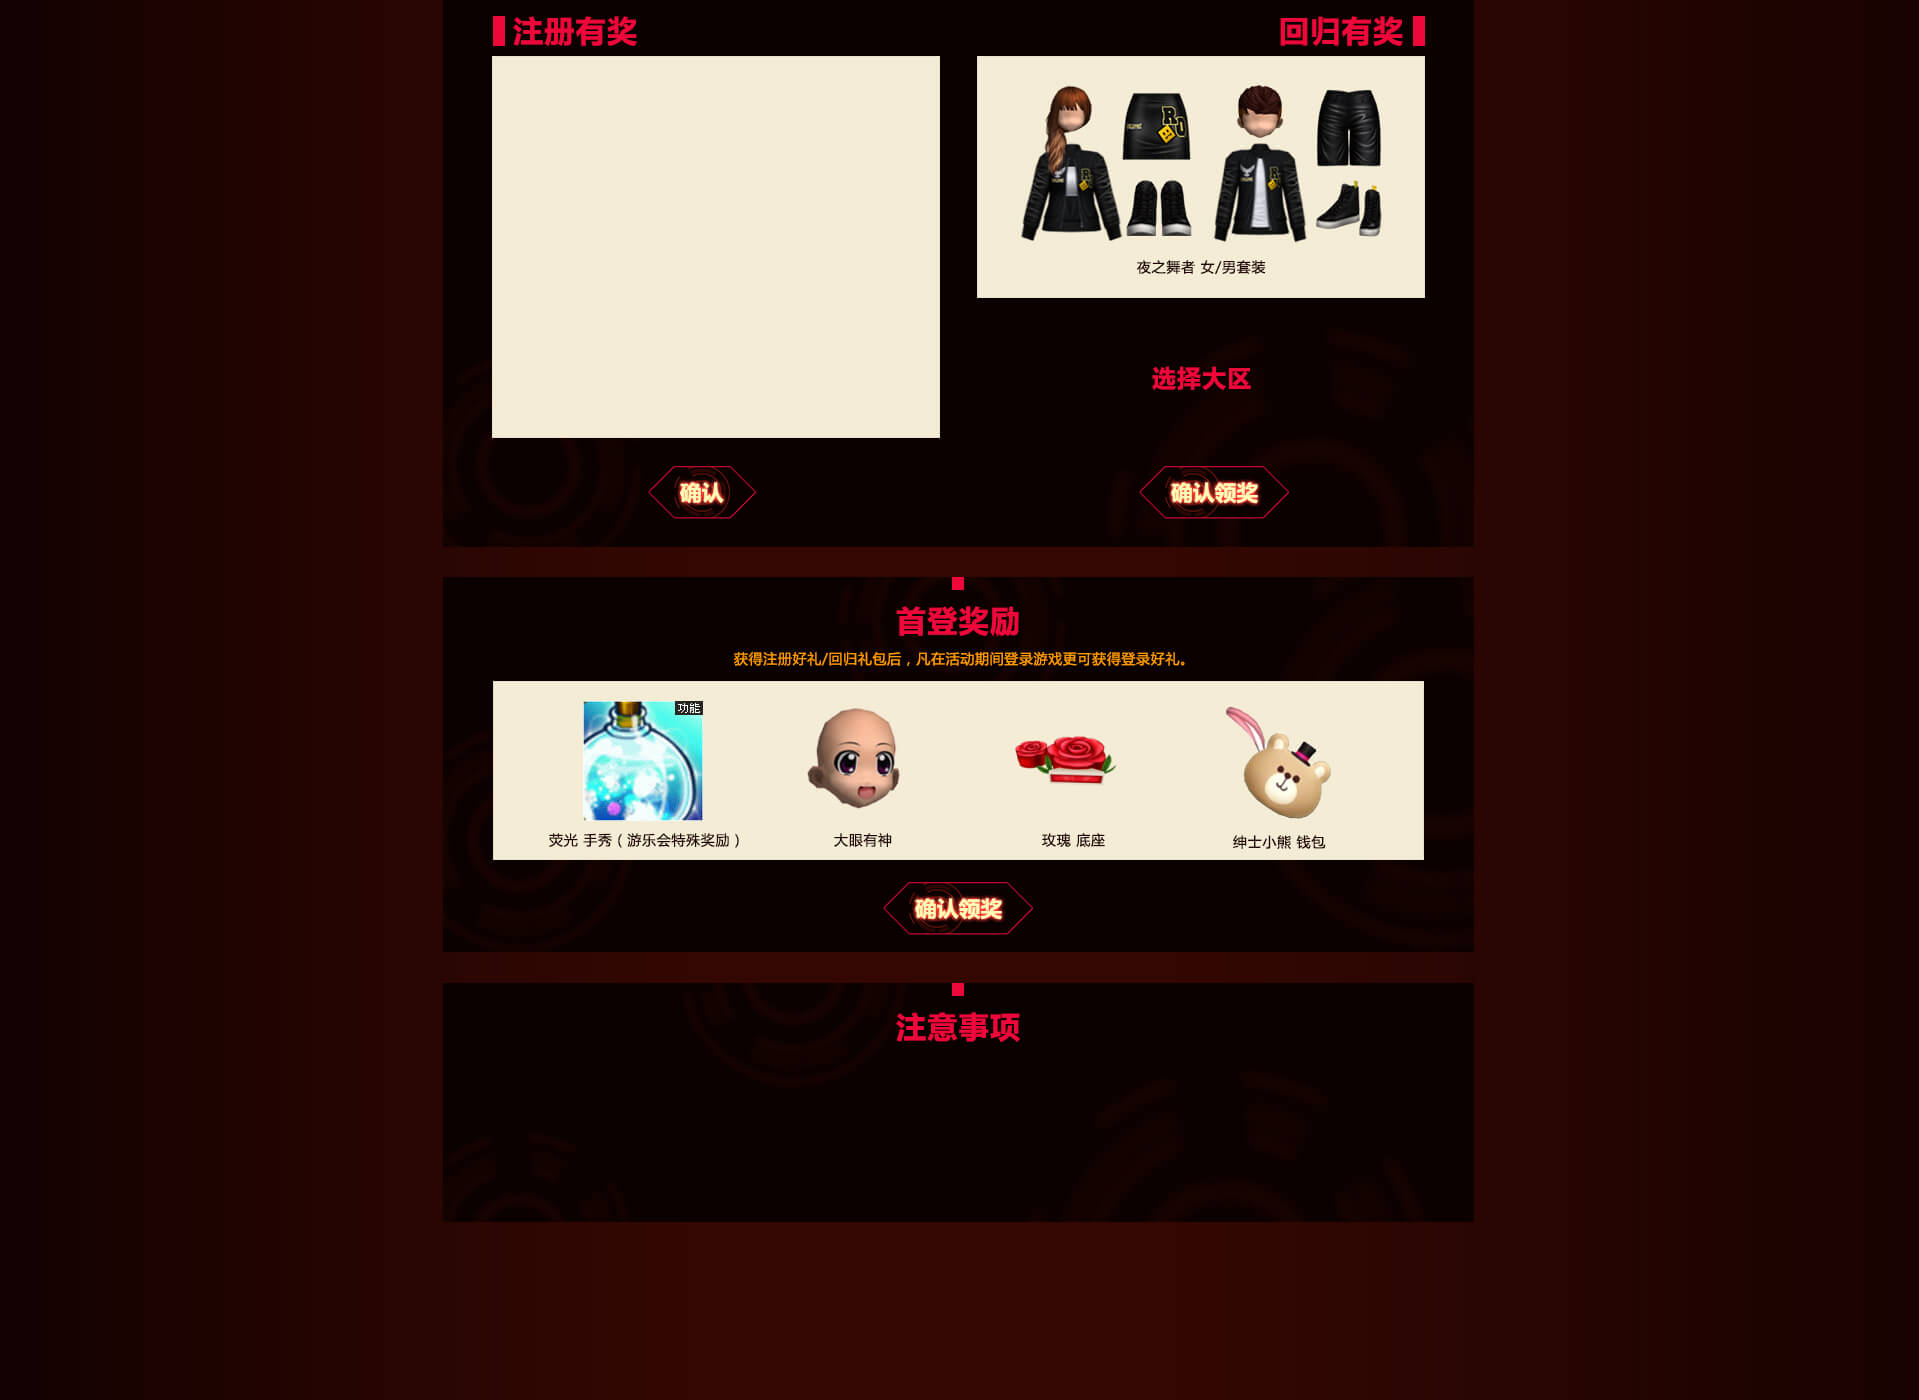 注册有奖
回归有奖
夜之舞者 女/男套装
选择大区
确认
确认领奖
首登奖励
获得注册好礼/回归礼包后，凡在活动期间登录游戏更可获得登录好礼。
功能
荧光 手秀（游乐会特殊奖励）
大眼有神
玫瑰 底座
绅士小熊 钱包
确认领奖
注意事项